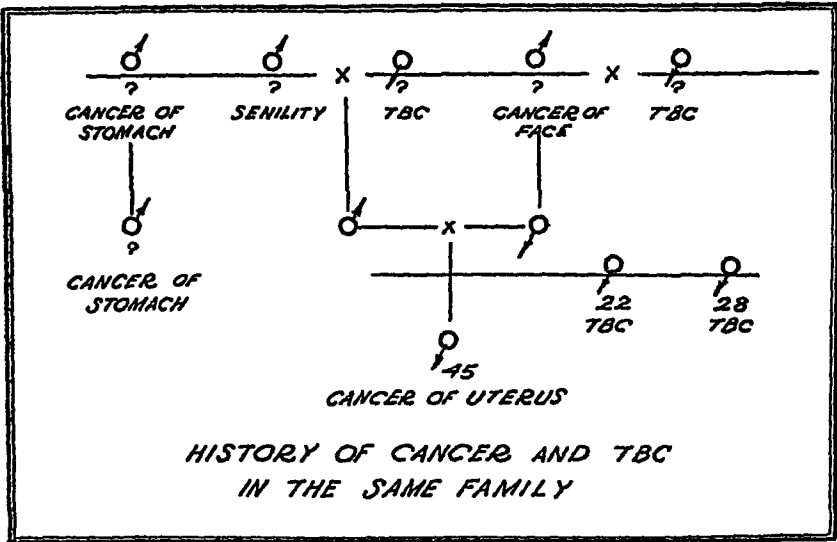 ? ? ? ? ?
CANCER OF STOMACH SENILITY TBC CANCER OF FACE TBC
?
CANCER OF
STOMACH
22 28
TBC TBC
45
CANCER OF UTERUS
HISTORY OF CANCER AND TBC
IN THE SAME FAMILY